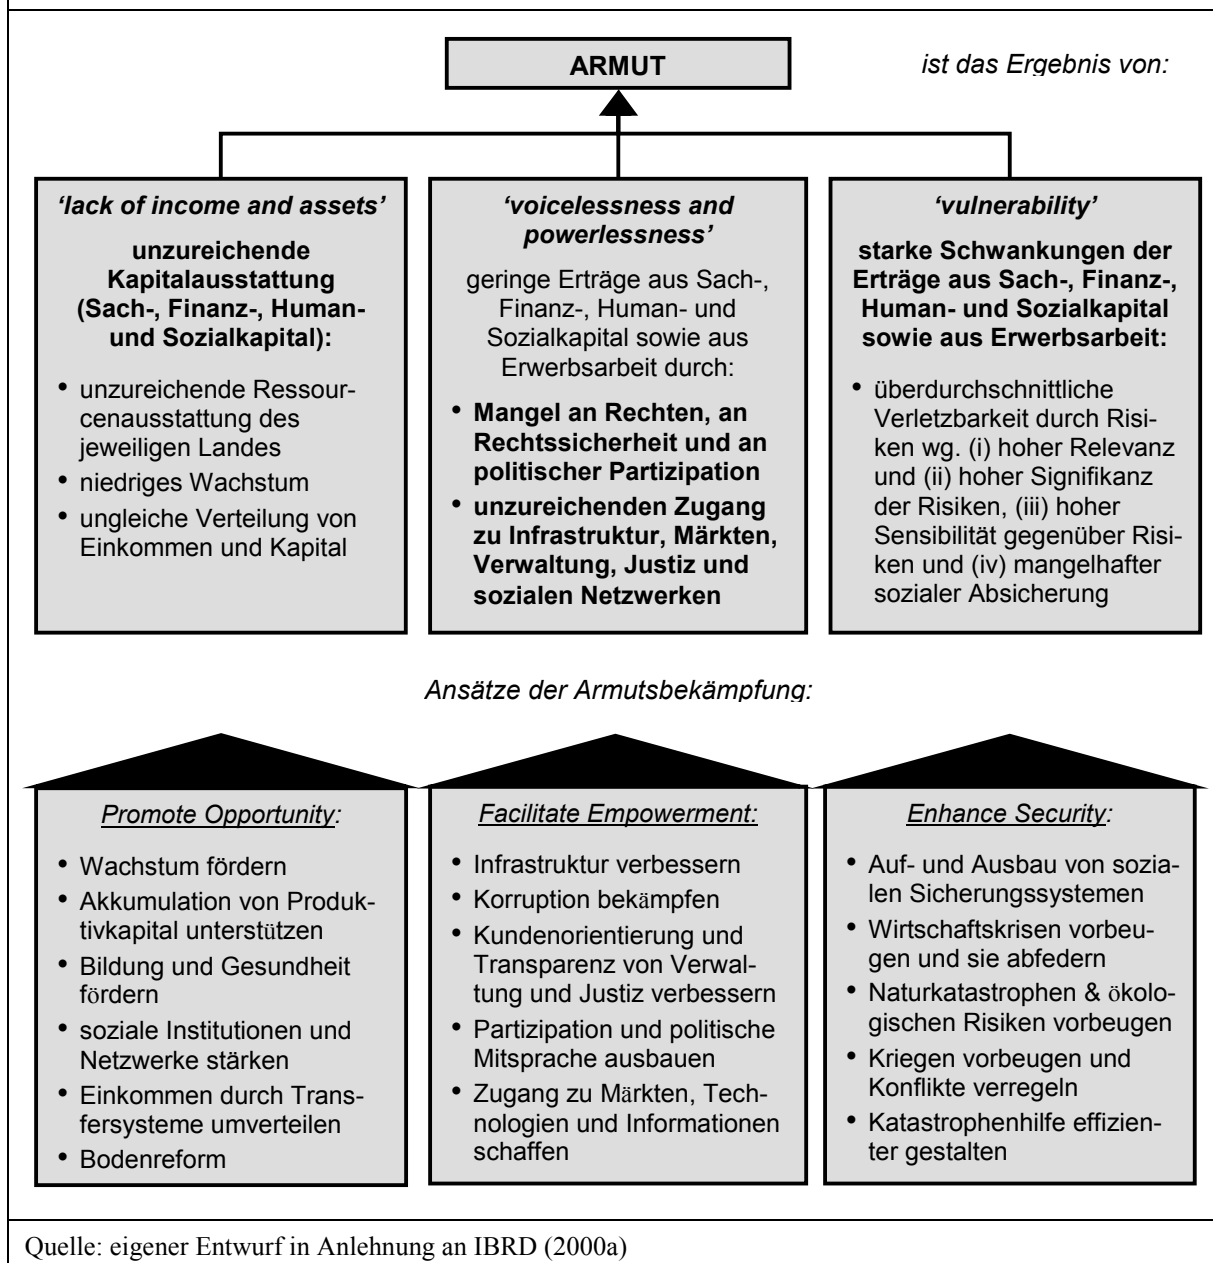 ARMUT
ist das Ergebnis von:
‘lack of income and assets’
unzureichende
Kapitalausstattung
(Sach-, Finanz-, Human-
und Sozialkapital):
• unzureichende Ressour-
cenausstattung des
jeweiligen Landes
• niedriges Wachstum
• ungleiche Verteilung von
Einkommen und Kapital
‘voicelessness and
powerlessness’
geringe Erträge aus Sach-,
Finanz-, Human- und
Sozialkapital sowie aus
Erwerbsarbeit durch:
• Mangel an Rechten, an
Rechtssicherheit und an
politischer Partizipation
• unzureichenden Zugang
zu Infrastruktur, Märkten,
Verwaltung, Justiz und
sozialen Netzwerken
‘vulnerability’
starke Schwankungen der
Erträge aus Sach-, Finanz-,
Human- und Sozialkapital
sowie aus Erwerbsarbeit:
• überdurchschnittliche
Verletzbarkeit durch Risi-
ken wg. (i) hoher Relevanz
und (ii) hoher Signifikanz
der Risiken, (iii) hoher
Sensibilität gegenüber Risi-
ken und (iv) mangelhafter
sozialer Absicherung
Ansätze der Armutsbekämpfung:
Promote Opportunity:
• Wachstum fördern
• Akkumulation von Produk-
tivkapital unterstützen
• Bildung und Gesundheit
fördern
• soziale Institutionen und
Netzwerke stärken
• Einkommen durch Trans-
fersysteme umverteilen
• Bodenreform
Facilitate Empowerment:
• Infrastruktur verbessern
• Korruption bekämpfen
• Kundenorientierung und
Transparenz von Verwal-
tung und Justiz verbessern
• Partizipation und politische
Mitsprache ausbauen
• Zugang zu Märkten, Tech-
nologien und Informationen
schaffen
Enhance Security:
• Auf- und Ausbau von sozia-
len Sicherungssystemen
• Wirtschaftskrisen vorbeu-
gen und sie abfedern
• Naturkatastrophen & ökolo-
gischen Risiken vorbeugen
• Kriegen vorbeugen und
Konflikte verregeln
• Katastrophenhilfe effizien-
ter gestalten
Quelle: eigener Entwurf in Anlehnung an IBRD (2000a)